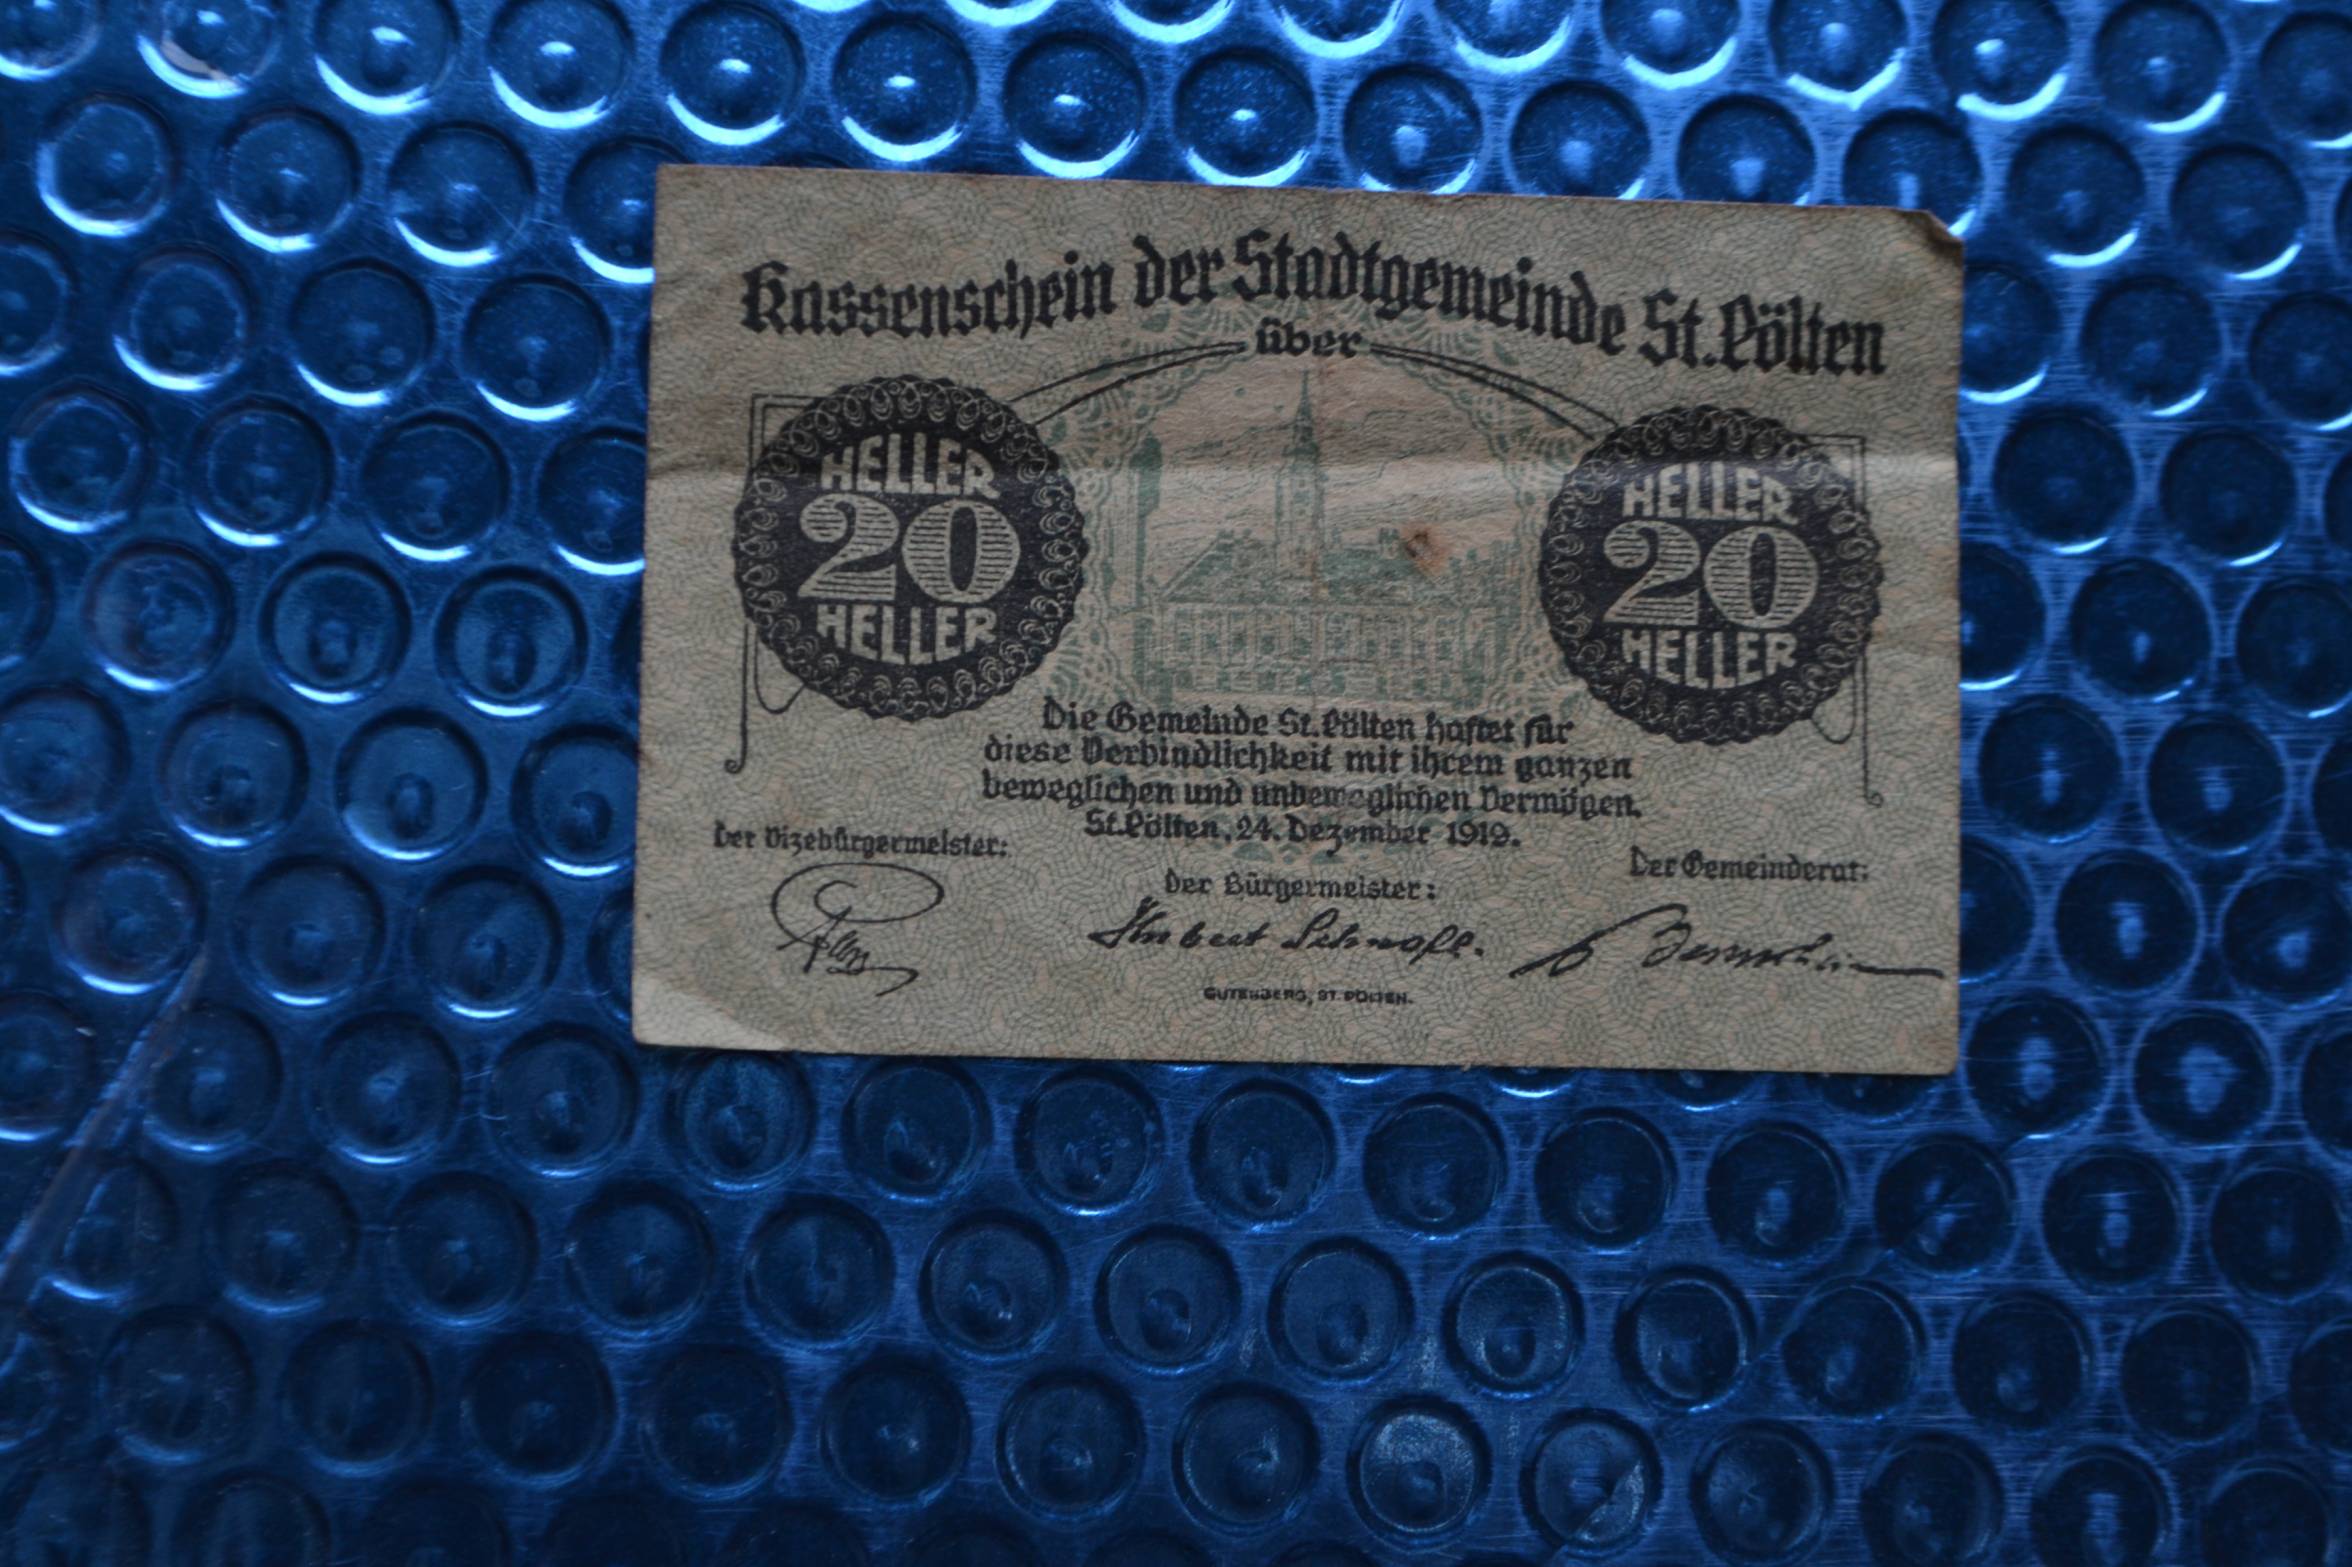 Kassenschein der Stadtgemeinde St. Pölten
über
HELLER
20
HELLER
HELLER
20
HELLER
Die Gemeinde St. Pölten haftet für
diese Verbindlichkeit mit ihrem ganzen
beweglichen und unbeweglichen Vermögen.
St. Pölten, 24. Dezember 1919.
Der Vizebürgermeister:
Der Bürgermeister:
Der Gemeinderat:
Hubert Schnofl.
GUTENBERG, ST. PÖLTEN.